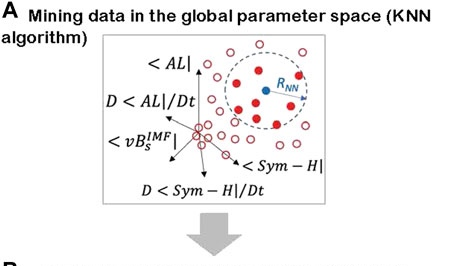 A Mining data in the global parameter space (KNN
algorithm)
< AL|
R_NN
D < AL|/Dt
< vB_s^IMF |
< Sym − H|
D < Sym − H|/Dt